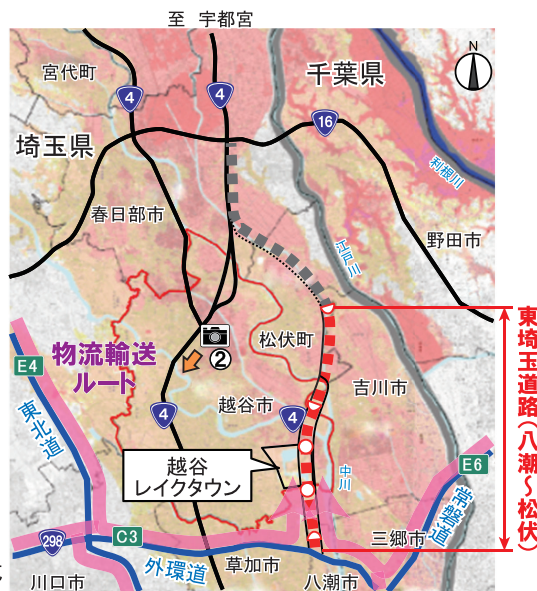 至 宇都宮
宮代町
4
4
千葉県
N
16
埼玉県
利根川
春日部市
江戸川
野田市
松伏町
②
物流輸送
ルート
E4
東北道
4
越谷市
4
吉川市
東埼玉道路(八潮～松伏)
越谷
レイクタウン
中川
E6
常磐道
298
C3
外環道
草加市
三郷市
川口市
八潮市